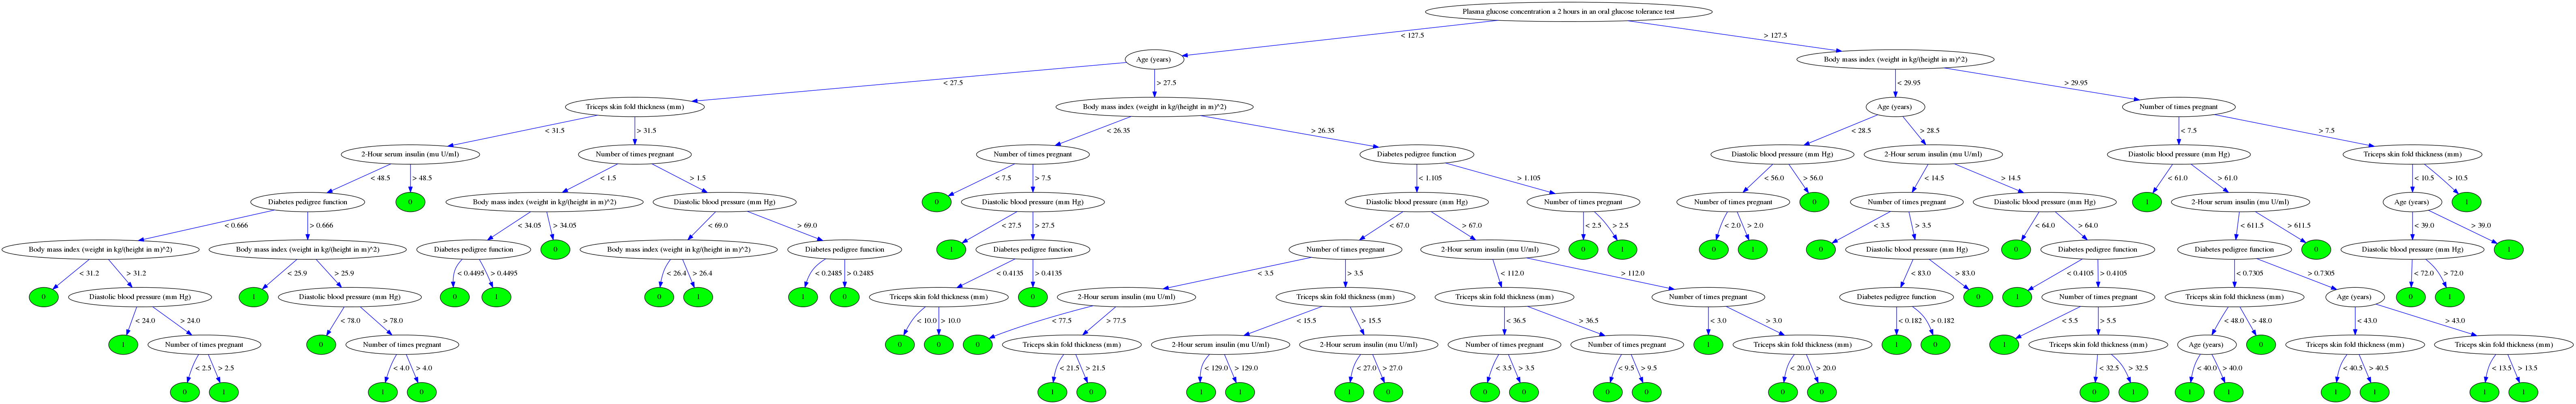 Plasma glucose concentration a 2 hours in an oral glucose tolerance test
< 127.5 > 127.5
Age (years) Body mass index (weight in kg/(height in m)^2)
< 27.5 > 27.5 < 29.95 > 29.95
Triceps skin fold thickness (mm) Body mass index (weight in kg/(height in m)^2) Age (years) Number of times pregnant
< 31.5 > 31.5 < 26.35 > 26.35 < 28.5 > 28.5 < 7.5 > 7.5
2-Hour serum insulin (mu U/ml) Number of times pregnant Number of times pregnant Diabetes pedigree function Diastolic blood pressure (mm Hg) 2-Hour serum insulin (mu U/ml) Diastolic blood pressure (mm Hg) Triceps skin fold thickness (mm)
< 48.5 > 48.5 < 1.5 > 1.5 < 7.5 > 7.5 < 1.105 > 1.105 < 56.0 > 56.0 < 14.5 > 14.5 < 61.0 > 61.0 < 10.5 > 10.5
Diabetes pedigree function 0 Body mass index (weight in kg/(height in m)^2) Diastolic blood pressure (mm Hg) 0 Diastolic blood pressure (mm Hg) Diastolic blood pressure (mm Hg) Number of times pregnant Number of times pregnant 0 Number of times pregnant Diastolic blood pressure (mm Hg) 1 2-Hour serum insulin (mu U/ml) Age (years) 1
< 0.666 > 0.666 < 34.05 > 34.05 < 69.0 > 69.0 < 27.5 > 27.5 < 67.0 > 67.0 < 2.5 > 2.5 < 2.0 > 2.0 < 3.5 > 3.5 < 64.0 > 64.0 < 611.5 > 611.5 < 39.0 > 39.0
Body mass index (weight in kg/(height in m)^2) Body mass index (weight in kg/(height in m)^2) Diabetes pedigree function 0 Body mass index (weight in kg/(height in m)^2) Diabetes pedigree function 1 Diabetes pedigree function Number of times pregnant 2-Hour serum insulin (mu U/ml) 0 1 0 1 0 Diastolic blood pressure (mm Hg) 0 Diabetes pedigree function Diabetes pedigree function 0 Diastolic blood pressure (mm Hg) 1
< 31.2 > 31.2 < 25.9 > 25.9 < 0.4495 > 0.4495 < 26.4 > 26.4 < 0.2485 > 0.2485 < 0.4135 > 0.4135 < 3.5 > 3.5 < 112.0 > 112.0 < 83.0 > 83.0 < 0.4105 > 0.4105 < 0.7305 > 0.7305 < 72.0 > 72.0
0 Diastolic blood pressure (mm Hg) 1 Diastolic blood pressure (mm Hg) 0 1 0 1 1 0 Triceps skin fold thickness (mm) 0 2-Hour serum insulin (mu U/ml) Triceps skin fold thickness (mm) Triceps skin fold thickness (mm) Number of times pregnant Diabetes pedigree function 0 1 Number of times pregnant Triceps skin fold thickness (mm) Age (years) 0 1
< 24.0 > 24.0 < 78.0 > 78.0 < 10.0 > 10.0 < 77.5 > 77.5 < 15.5 > 15.5 < 36.5 > 36.5 < 3.0 > 3.0 < 0.182 > 0.182 < 5.5 > 5.5 < 48.0 > 48.0 < 43.0 > 43.0
1 Number of times pregnant 0 Number of times pregnant 0 0 0 Triceps skin fold thickness (mm) 2-Hour serum insulin (mu U/ml) 2-Hour serum insulin (mu U/ml) Number of times pregnant Number of times pregnant 1 Triceps skin fold thickness (mm) 1 0 1 Triceps skin fold thickness (mm) Age (years) 0 Triceps skin fold thickness (mm) Triceps skin fold thickness (mm)
< 2.5 > 2.5 < 4.0 > 4.0 < 21.5 > 21.5 < 129.0 > 129.0 < 27.0 > 27.0 < 3.5 > 3.5 < 9.5 > 9.5 < 20.0 > 20.0 < 32.5 > 32.5 < 40.0 > 40.0 < 40.5 > 40.5 < 13.5 > 13.5
0 1 1 0 1 0 1 1 1 0 0 0 0 0 0 0 0 1 1 1 1 1 1 1